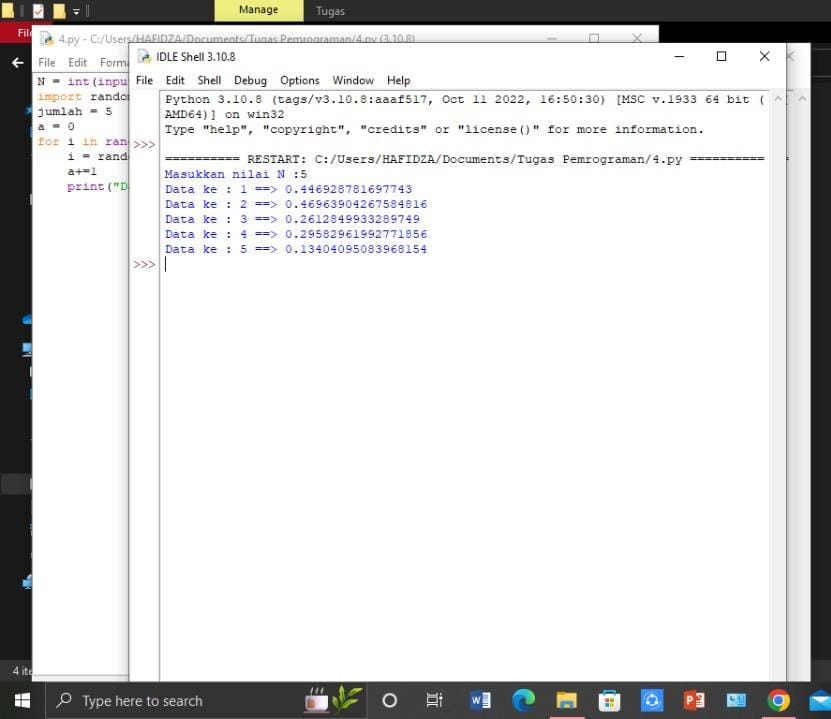 Manage
Tugas
4.py - C:/Users/HAFIDZA/Documents/Tugas Pemrograman/4.py (3.10.8)
File Edit
N = int(inpu
jumlah = 5
a = 0
for i in ran
i = rand
a+=1
print("D
IDLE Shell 3.10.8
File Edit Shell Debug Options Window Help
Python 3.10.8 (tags/v3.10.8:aaaf517, Oct 11 2022, 16:50:30) [MSC v.1933 64 bit (
AMD64)] on win32
Type "help", "copyright", "credits" or "license()" for more information.
>>>
========== RESTART: C:/Users/HAFIDZA/Documents/Tugas Pemrograman/4.py ==========
Masukkan nilai N :5
Data ke : 1 ==> 0.446928781697743
Data ke : 2 ==> 0.46963904267584816
Data ke : 3 ==> 0.2612849933289749
Data ke : 4 ==> 0.29582961992771856
Data ke : 5 ==> 0.13404095083968154
>>>
4 ite
Type here to search